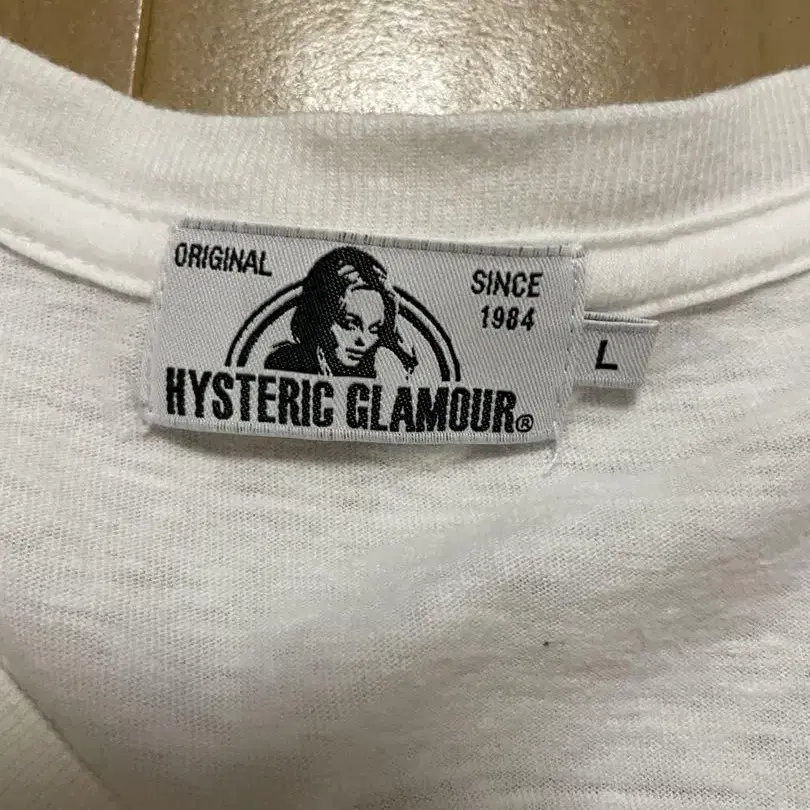 ORIGINAL
SINCE
1984
HYSTERIC GLAMOUR®
L